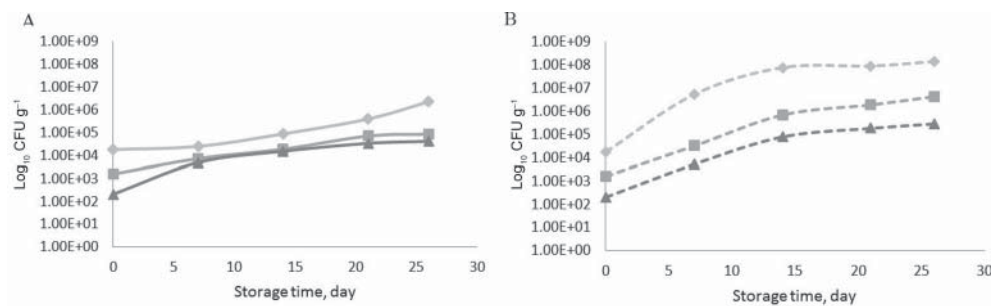 A
1.00E+09
1.00E+08
1.00E+07
1.00E+06
1.00E+05
1.00E+04
1.00E+03
1.00E+02
1.00E+01
1.00E+00
Log₁₀ CFU g⁻¹
0 5 10 15 20 25 30
Storage time, day
B
1.00E+09
1.00E+08
1.00E+07
1.00E+06
1.00E+05
1.00E+04
1.00E+03
1.00E+02
1.00E+01
1.00E+00
Log₁₀ CFU g⁻¹
0 5 10 15 20 25 30
Storage time, day